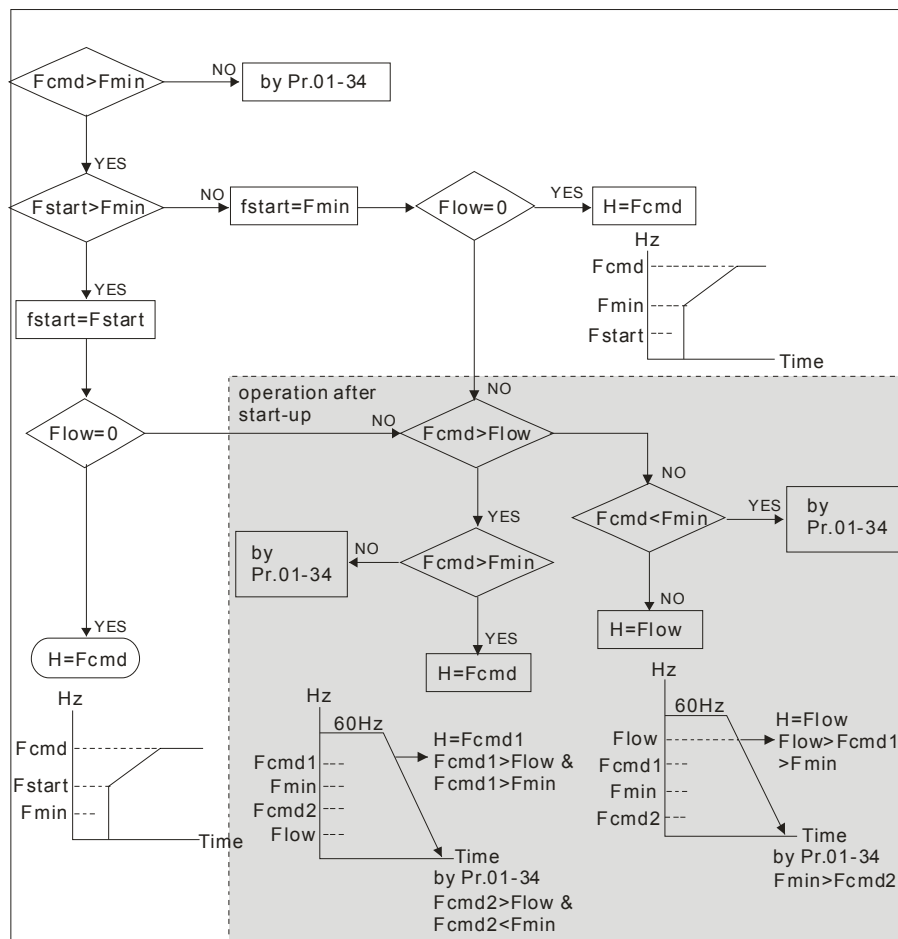 Fcmd>Fmin
NO
by Pr.01-34
YES
Fstart>Fmin
NO
fstart=Fmin
Flow=0
YES
H=Fcmd
Hz
Fcmd
Fmin
Fstart
Time
YES
fstart=Fstart
NO
operation after
start-up
Flow=0
NO
Fcmd>Flow
NO
YES
Fcmd<Fmin
YES
by
Pr.01-34
by
Pr.01-34
NO
Fcmd>Fmin
NO
H=Flow
YES
H=Fcmd
YES
H=Fcmd
Hz
Fcmd
Fstart
Fmin
Time
Hz
60Hz
Fcmd1
Fmin
Fcmd2
Flow
H=Fcmd1
Fcmd1>Flow &
Fcmd1>Fmin
Time
by Pr.01-34
Fcmd2>Flow &
Fcmd2<Fmin
Hz
60Hz
Flow
Fcmd1
Fmin
Fcmd2
H=Flow
Flow>Fcmd1
>Fmin
Time
by Pr.01-34
Fmin>Fcmd2